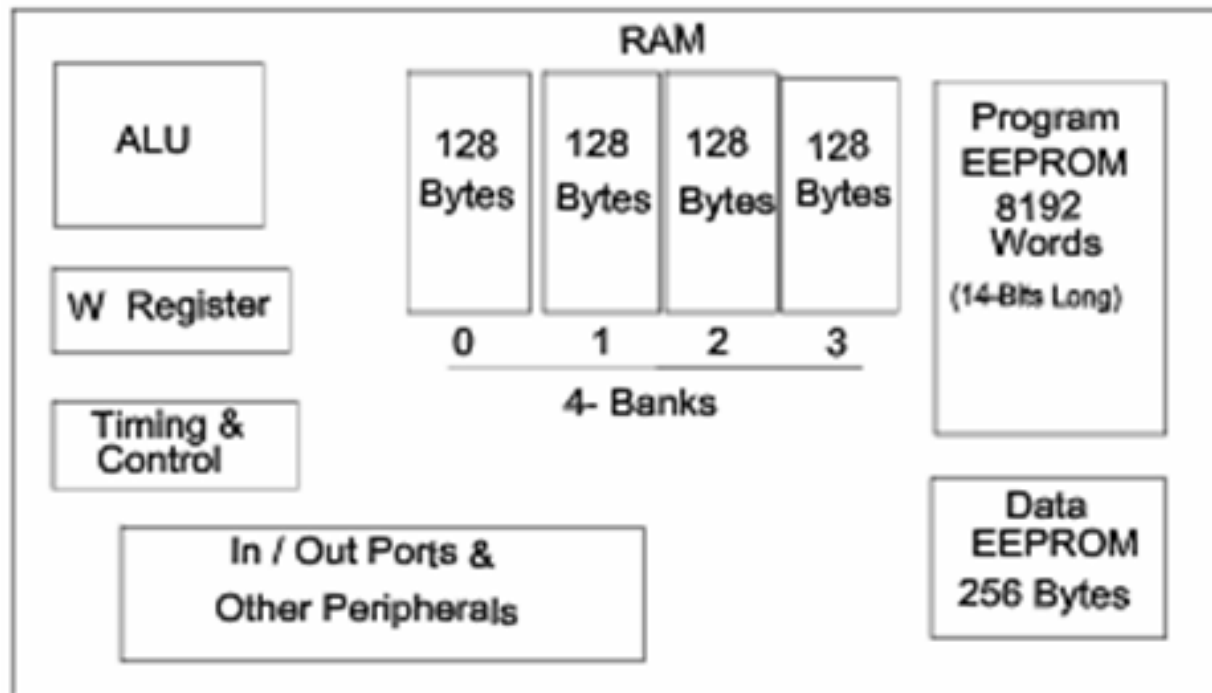 RAM
ALU
128
Bytes
128
Bytes
128
Bytes
128
Bytes
Program
EEPROM
8192
Words
(14-Bits Long)
W Register
0 1 2 3
4- Banks
Timing &
Control
Data
EEPROM
256 Bytes
In / Out Ports &
Other Peripherals